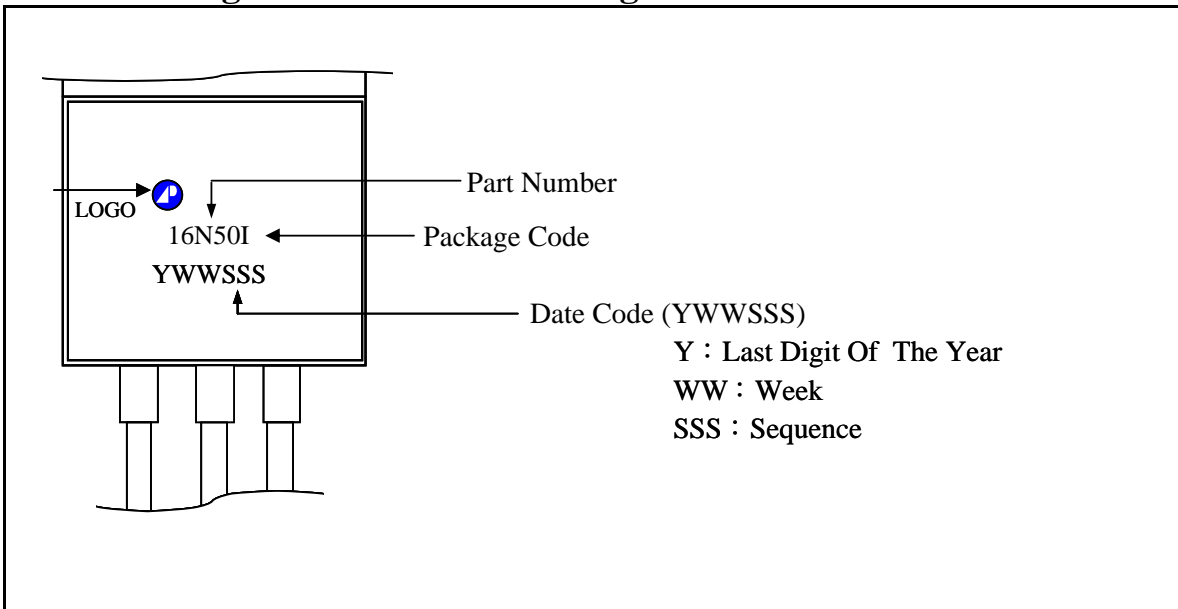 Part Number
LOGO
16N50I
Package Code
YWWSSS
Date Code (YWWSSS)
Y：Last Digit Of The Year
WW：Week
SSS：Sequence